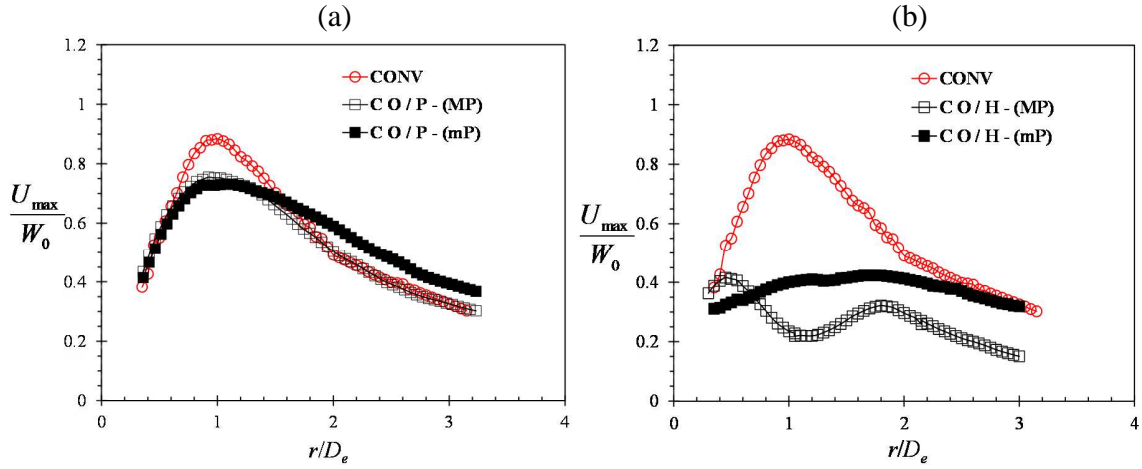 (a)
1.2
1
0.8
0.6
0.4
0.2
0
U_max
W_0
CONV
C O / P - (MP)
C O / P - (mP)
0 1 2 3 4
r/D_e
(b)
1.2
1
0.8
0.6
0.4
0.2
0
U_max
W_0
CONV
C O / H - (MP)
C O / H - (mP)
0 1 2 3 4
r/D_e